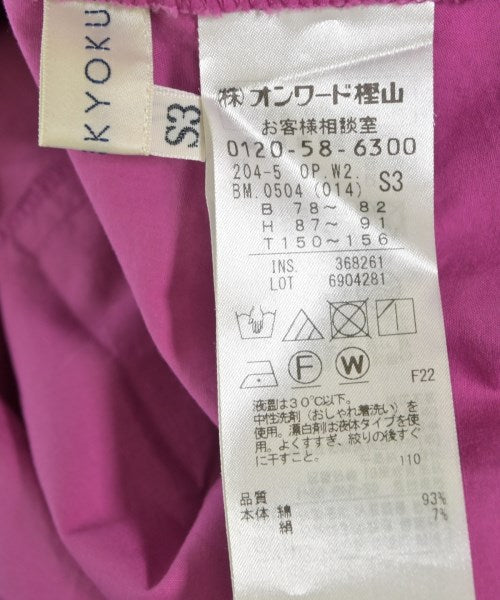 KYOKU
S3
(株)オンワード樫山
お客様相談室
0120-58-6300
204-5 OP.W2.
BM.0504 (014) S3
B 78～ 82
H 87～ 91
T150～156
INS. 368261
LOT 6904281
F W
F22
液温は30℃以下。
中性洗剤(おしゃれ着洗い)を
使用。漂白剤は液体タイプを使
用。よくすすぎ、絞りの後すぐ
に干すこと。
110
品質
本体 綿 93%
絹 7%